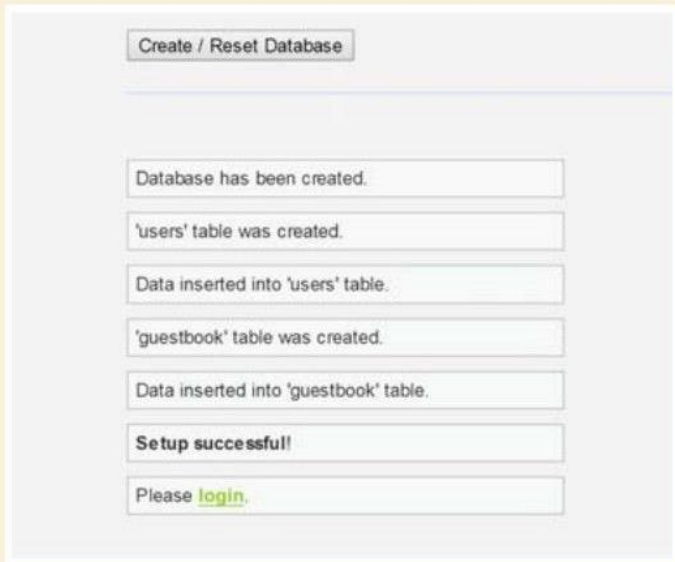 Create / Reset Database
Database has been created.
'users' table was created.
Data inserted into 'users' table.
'guestbook' table was created.
Data inserted into 'guestbook' table.
Setup successful!
Please login.